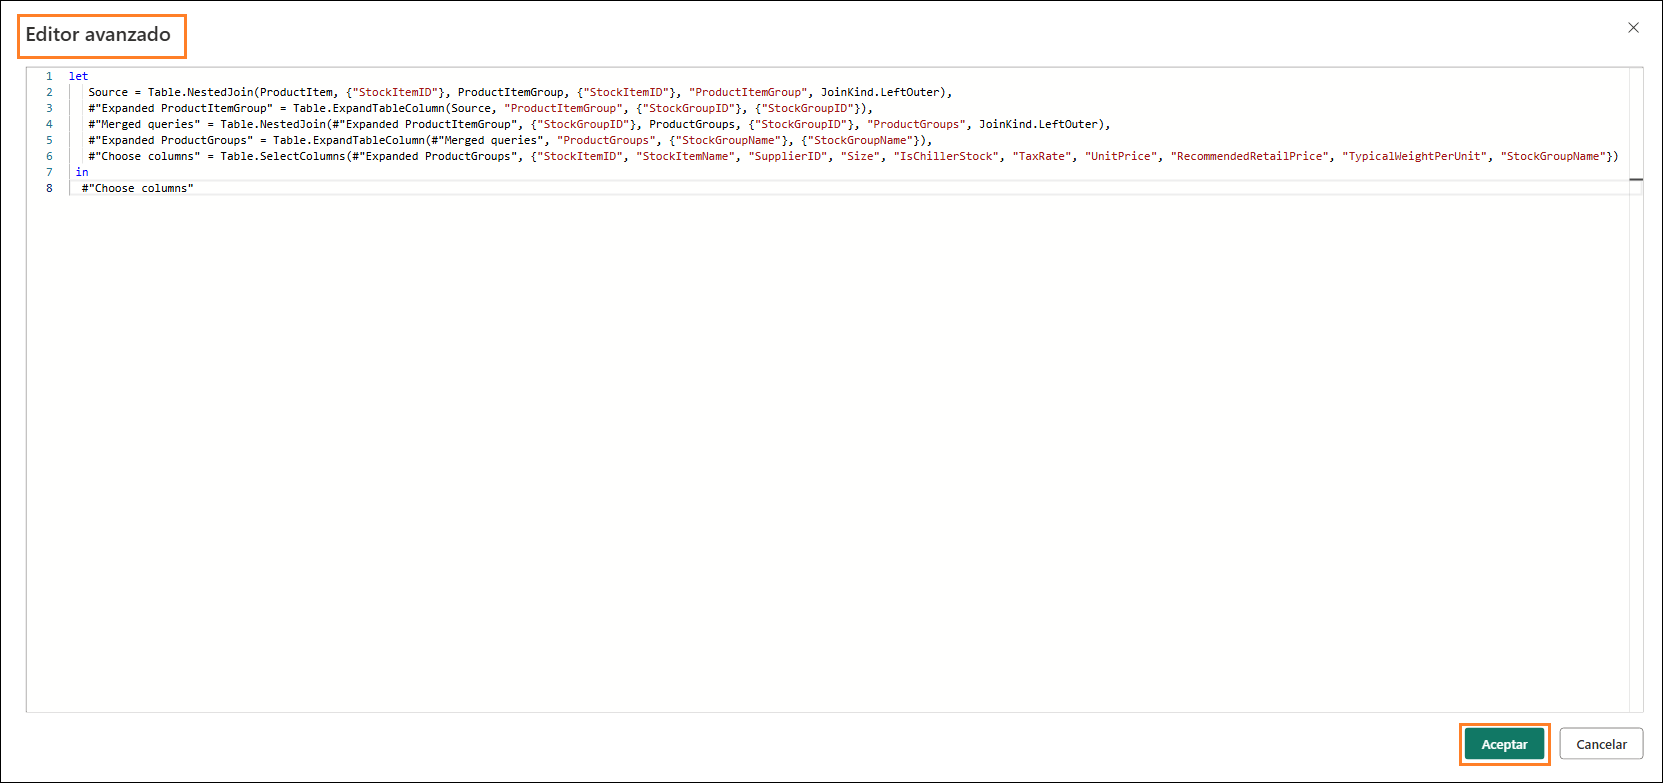 Editor avanzado
1 let
2 Source = Table.NestedJoin(ProductItem, {"StockItemID"}, ProductItemGroup, {"StockItemID"}, "ProductItemGroup", JoinKind.LeftOuter),
3 #"Expanded ProductItemGroup" = Table.ExpandTableColumn(Source, "ProductItemGroup", {"StockGroupID"}, {"StockGroupID"}),
4 #"Merged queries" = Table.NestedJoin(#"Expanded ProductItemGroup", {"StockGroupID"}, ProductGroups, {"StockGroupID"}, "ProductGroups", JoinKind.LeftOuter),
5 #"Expanded ProductGroups" = Table.ExpandTableColumn(#"Merged queries", "ProductGroups", {"StockGroupName"}, {"StockGroupName"}),
6 #"Choose columns" = Table.SelectColumns(#"Expanded ProductGroups", {"StockItemID", "StockItemName", "SupplierID", "Size", "IsChillerStock", "TaxRate", "UnitPrice", "RecommendedRetailPrice", "TypicalWeightPerUnit", "StockGroupName"})
7 in
8 #"Choose columns"
Aceptar Cancelar